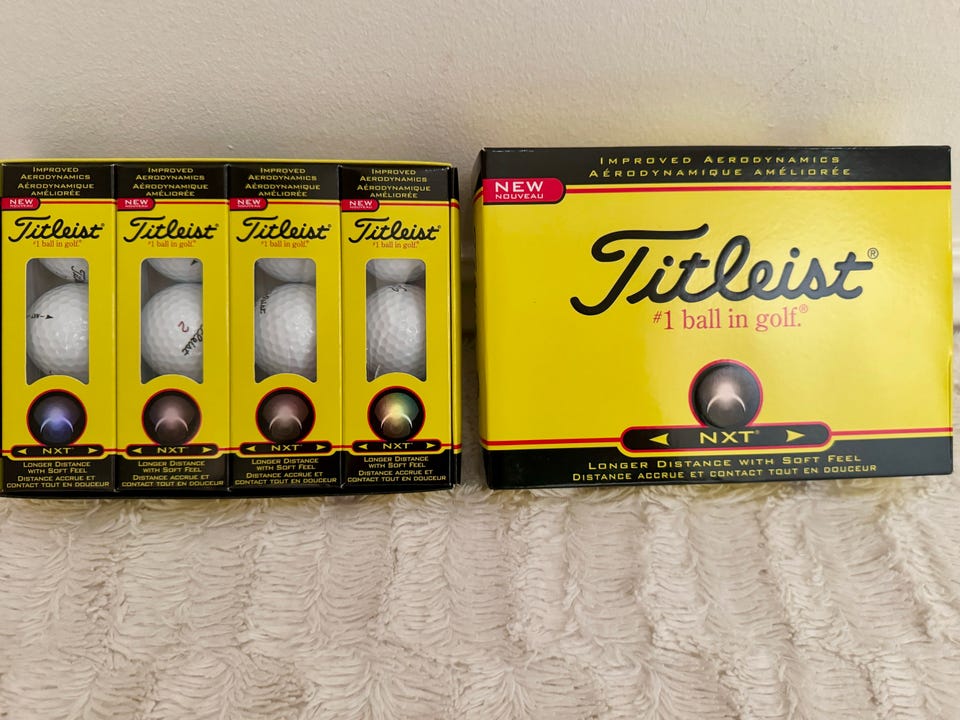 IMPROVED
AERODYNAMICS
AÉRODYNAMIQUE
AMÉLIORÉE
NEW
NOUVEAU
Titleist®
#1 ball in golf.®
NXT®
LONGER DISTANCE
WITH SOFT FEEL
DISTANCE ACCRUE ET
CONTACT TOUT EN DOUCEUR
IMPROVED
AERODYNAMICS
AÉRODYNAMIQUE
AMÉLIORÉE
NEW
NOUVEAU
Titleist®
#1 ball in golf.®
2
NXT®
LONGER DISTANCE
WITH SOFT FEEL
DISTANCE ACCRUE ET
CONTACT TOUT EN DOUCEUR
IMPROVED
AERODYNAMICS
AÉRODYNAMIQUE
AMÉLIORÉE
NEW
NOUVEAU
Titleist®
#1 ball in golf.®
NXT®
LONGER DISTANCE
WITH SOFT FEEL
DISTANCE ACCRUE ET
CONTACT TOUT EN DOUCEUR
IMPROVED
AERODYNAMICS
AÉRODYNAMIQUE
AMÉLIORÉE
NEW
NOUVEAU
Titleist®
#1 ball in golf.®
NXT®
LONGER DISTANCE
WITH SOFT FEEL
DISTANCE ACCRUE ET
CONTACT TOUT EN DOUCEUR
IMPROVED AERODYNAMICS
AÉRODYNAMIQUE AMÉLIORÉE
NEW
NOUVEAU
Titleist®
#1 ball in golf.®
NXT®
LONGER DISTANCE WITH SOFT FEEL
DISTANCE ACCRUE ET CONTACT TOUT EN DOUCEUR